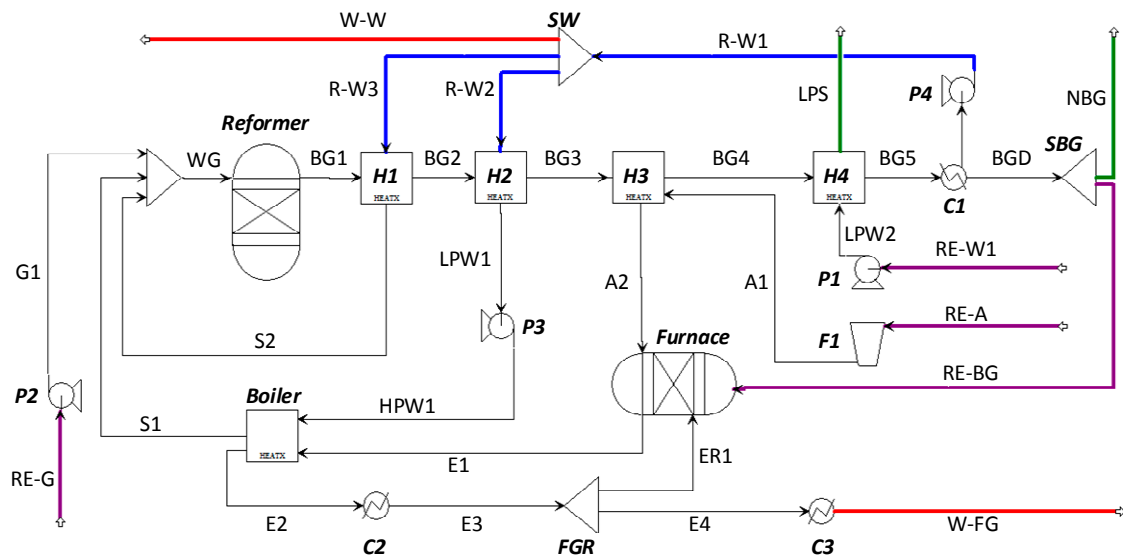 W-W
SW
R-W1
R-W3
R-W2
LPS
P4
NBG
Reformer
SBG
WG
BG1
BG2
BG3
BG4
BG5
BGD
H1
HEATX
H2
HEATX
H3
HEATX
H4
HEATX
C1
LPW2
RE-W1
G1
LPW1
A2
A1
P1
P3
RE-A
S2
Furnace
F1
RE-BG
P2
Boiler
HEATX
HPW1
S1
E1
ER1
RE-G
E2
E3
E4
W-FG
C2
FGR
C3